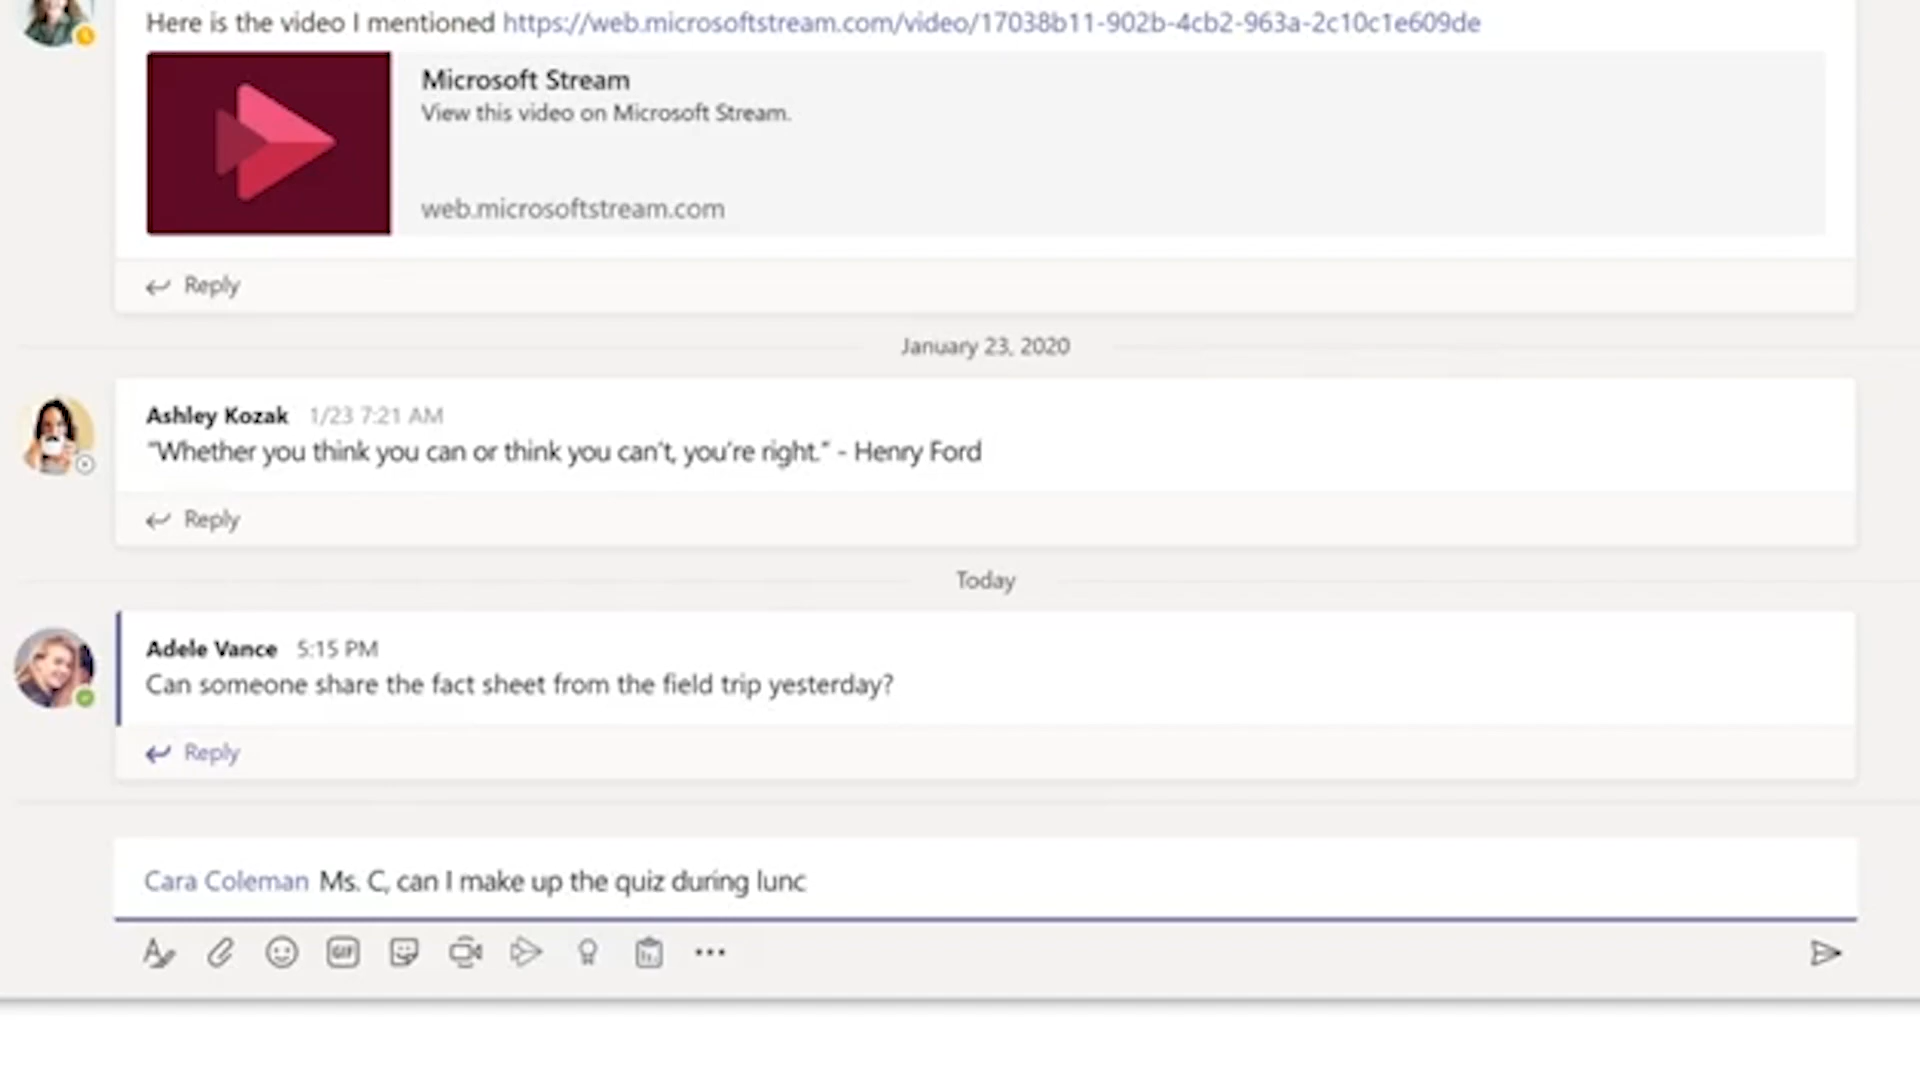 Here is the video I mentioned https://web.microsoftstream.com/video/17038b11-902b-4cb2-963a-2c10c1e609de
Microsoft Stream
View this video on Microsoft Stream.
web.microsoftstream.com
Reply
January 23, 2020
Ashley Kozak 1/23 7:21 AM
“Whether you think you can or think you can’t, you’re right.” - Henry Ford
Reply
Today
Adele Vance 5:15 PM
Can someone share the fact sheet from the field trip yesterday?
Reply
Cara Coleman Ms. C, can I make up the quiz during lunc
GIF